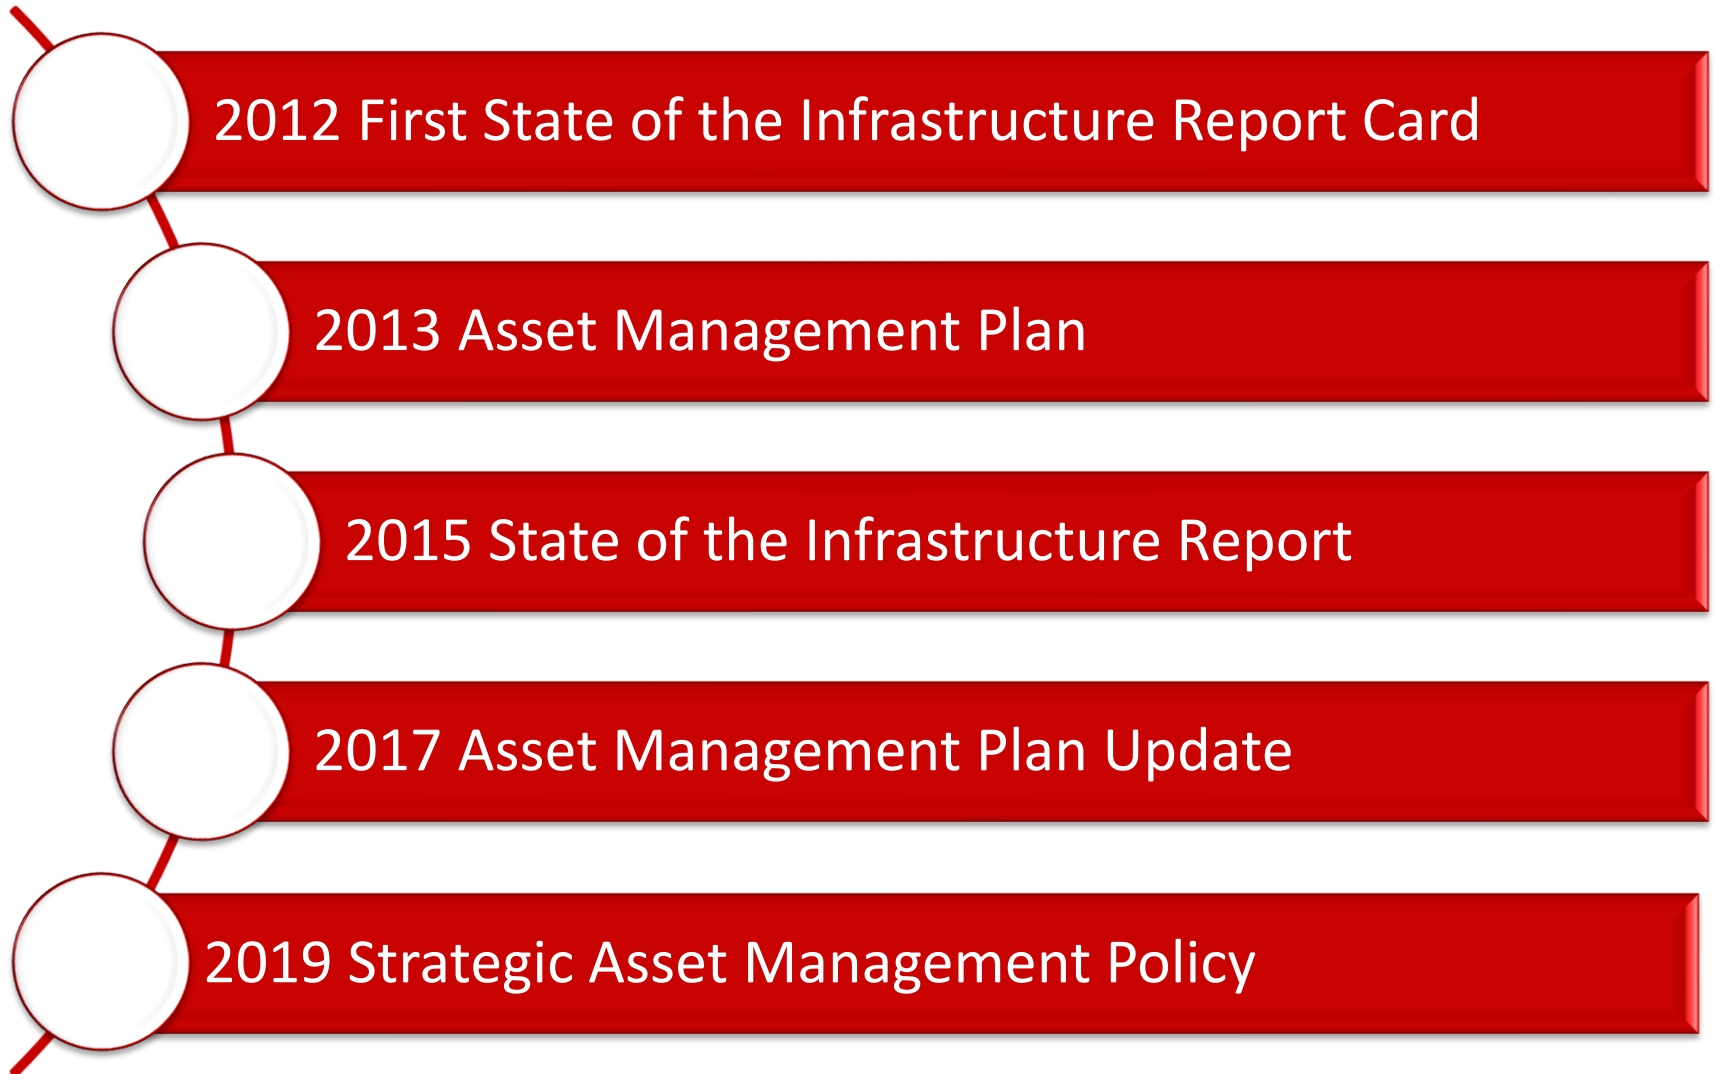 2012 First State of the Infrastructure Report Card
2013 Asset Management Plan
2015 State of the Infrastructure Report
2017 Asset Management Plan Update
2019 Strategic Asset Management Policy